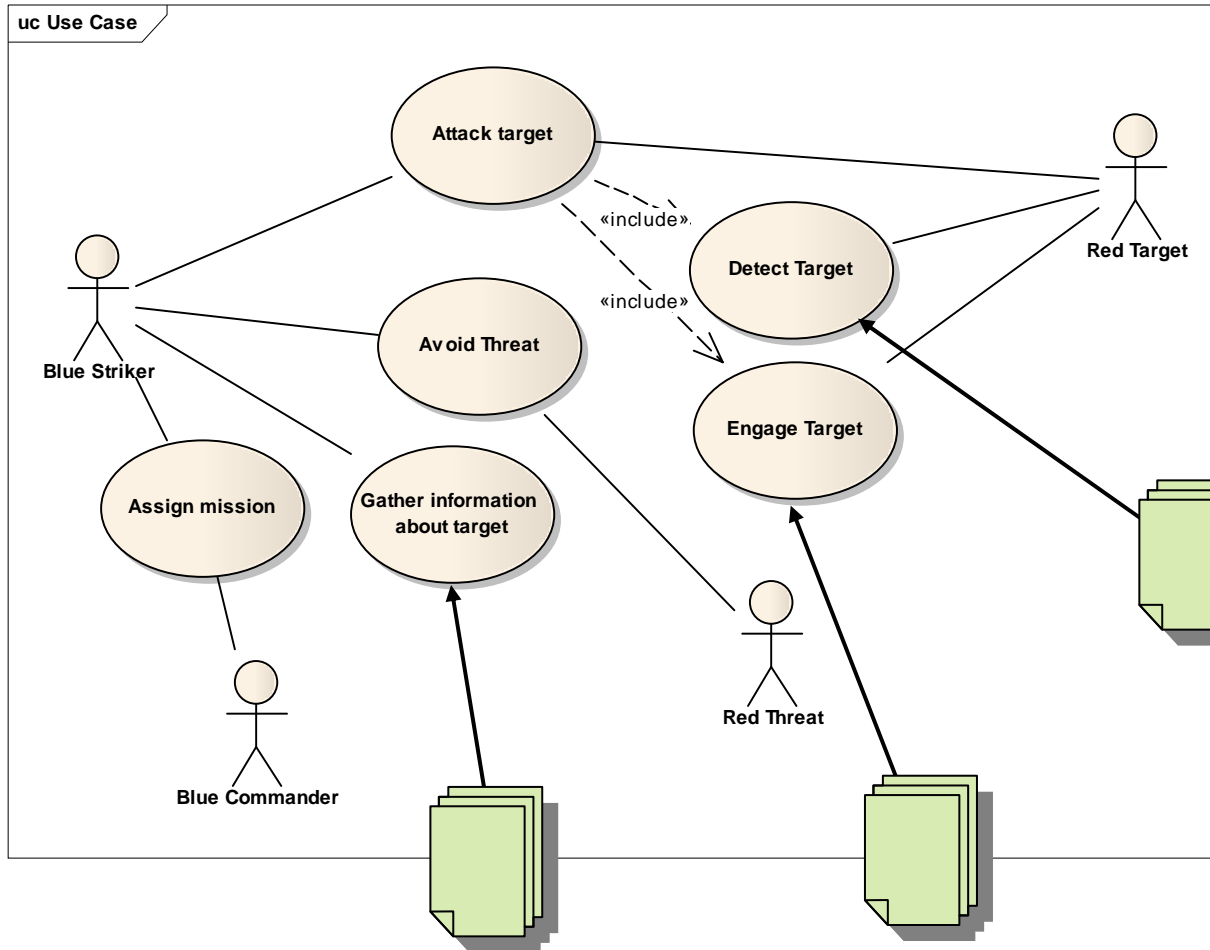 uc Use Case
Attack target
Red Target
«include»
Detect Target
«include»
Avoid Threat
Blue Striker
Engage Target
Assign mission
Gather information
about target
Red Threat
Blue Commander